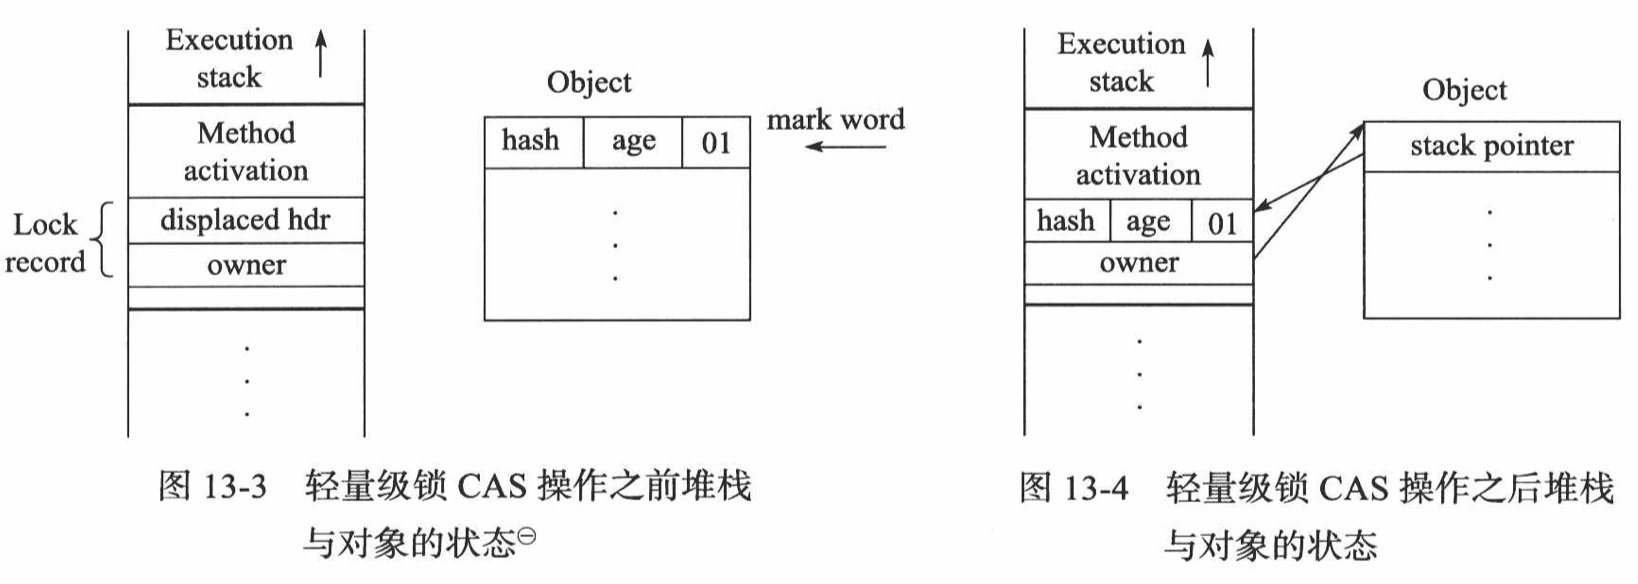 Execution
stack
Method
activation
Lock
record
displaced hdr
owner
Object
hash age 01
mark word
图 13-3 轻量级锁 CAS 操作之前堆栈
与对象的状态㊀
Execution
stack
Method
activation
hash age 01
owner
Object
stack pointer
图 13-4 轻量级锁 CAS 操作之后堆栈
与对象的状态